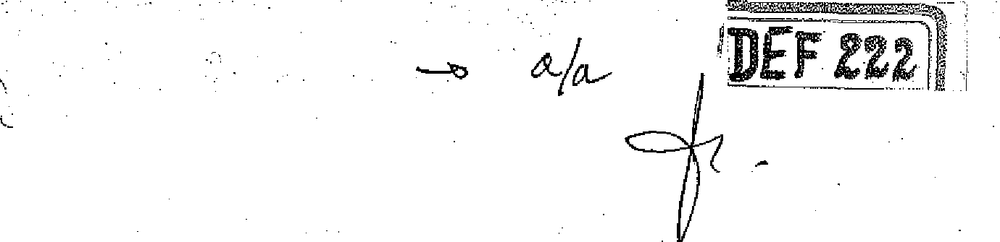 → a/a DEF 222